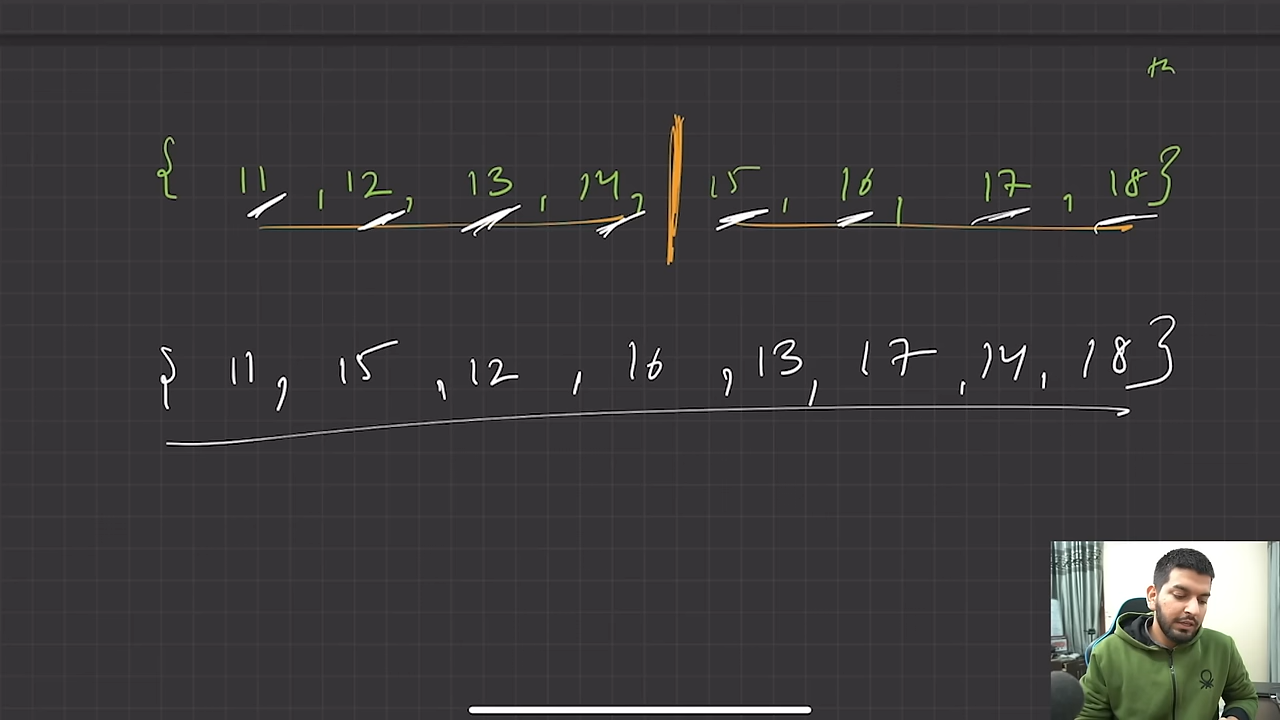 { 11 , 12, 13 , 14, 15 , 16 , 17 , 18 }
{ 11, 15 , 12 , 16 , 13, 17 , 14, 18 }